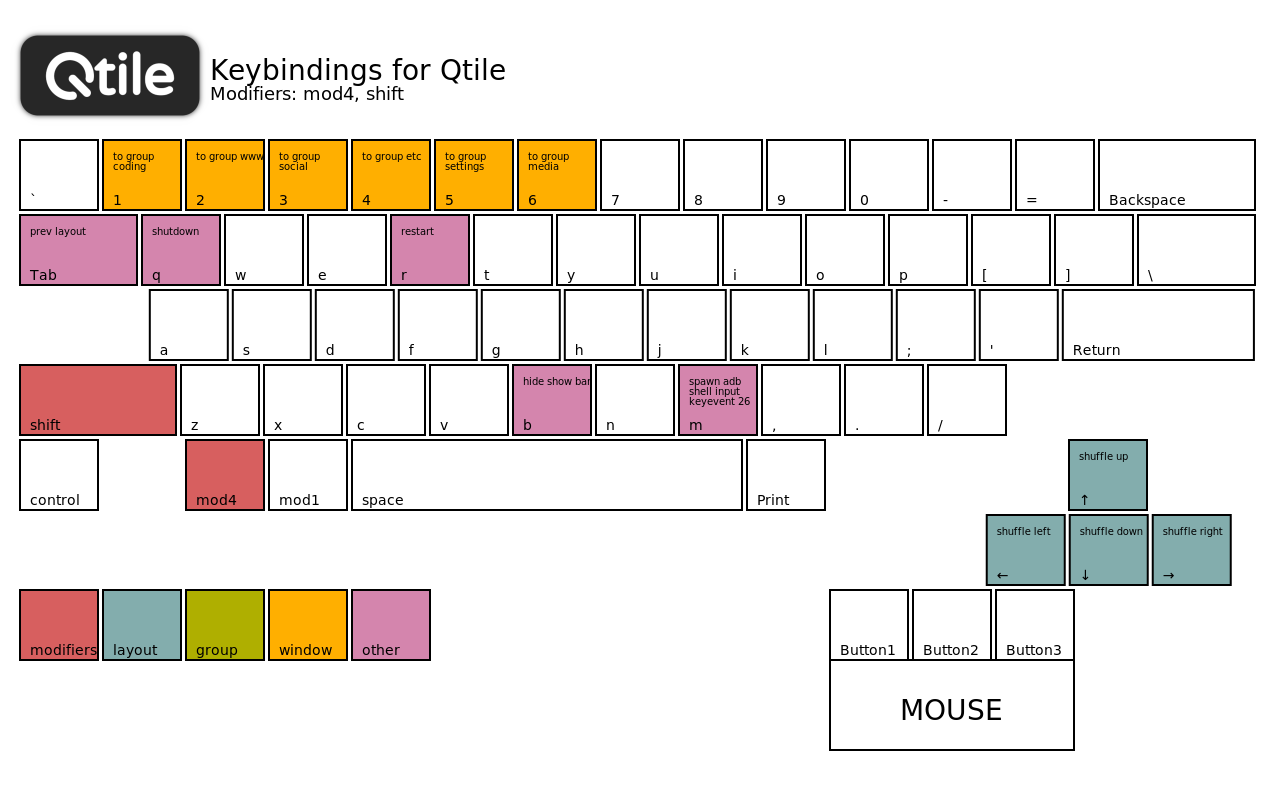 Qtile
Keybindings for Qtile
Modifiers: mod4, shift
to group
coding
to group www
to group
social
to group etc
to group
settings
to group
media
` 1 2 3 4 5 6 7 8 9 0 - = Backspace
prev layout shutdown restart
Tab q w e r t y u i o p [ ] \
a s d f g h j k l ; ' Return
hide show bar
spawn adb
shell input
keyevent 26
shift z x c v b n m , . /
shuffle up
control mod4 mod1 space Print ↑
shuffle left shuffle down shuffle right
← ↓ →
modifiers layout group window other Button1 Button2 Button3
MOUSE